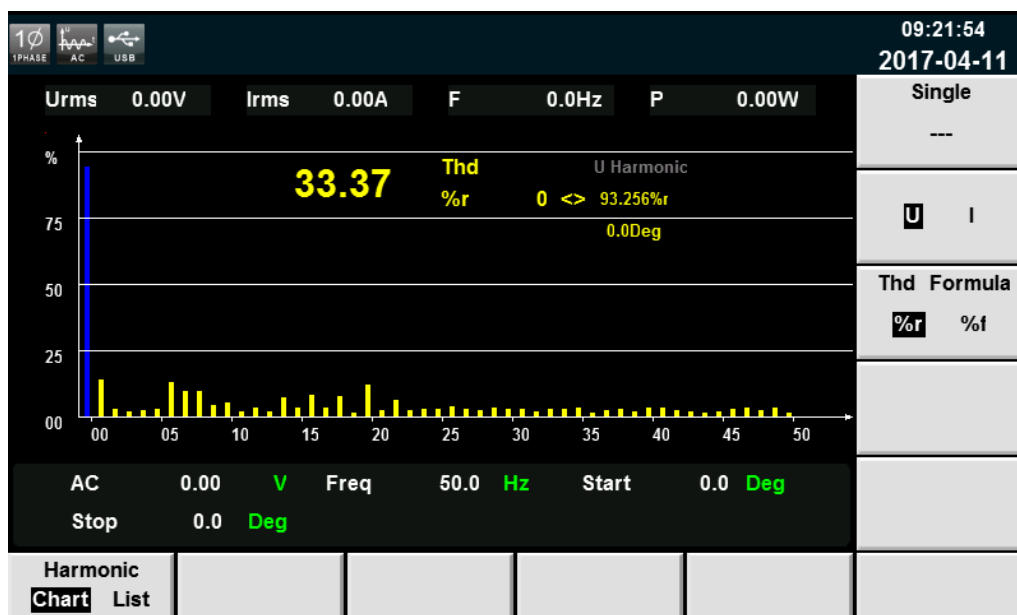 09:21:54
1Ø U t
1PHASE AC USB
2017-04-11
Urms 0.00V Irms 0.00A F 0.0Hz P 0.00W
Single
---
%
33.37 Thd U Harmonic
%r 0 <> 93.256%r
75 0.0Deg
U I
50
Thd Formula
%r %f
25
00
00 05 10 15 20 25 30 35 40 45 50
AC 0.00 V Freq 50.0 Hz Start 0.0 Deg
Stop 0.0 Deg
Harmonic
Chart List